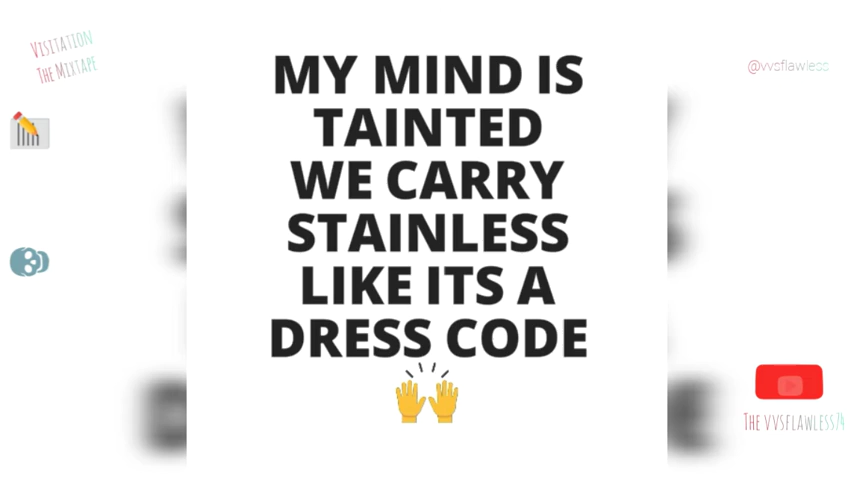 Visitation
The Mixtape
@vvsflawless
MY MIND IS
TAINTED
WE CARRY
STAINLESS
LIKE ITS A
DRESS CODE
The vvsflawless74